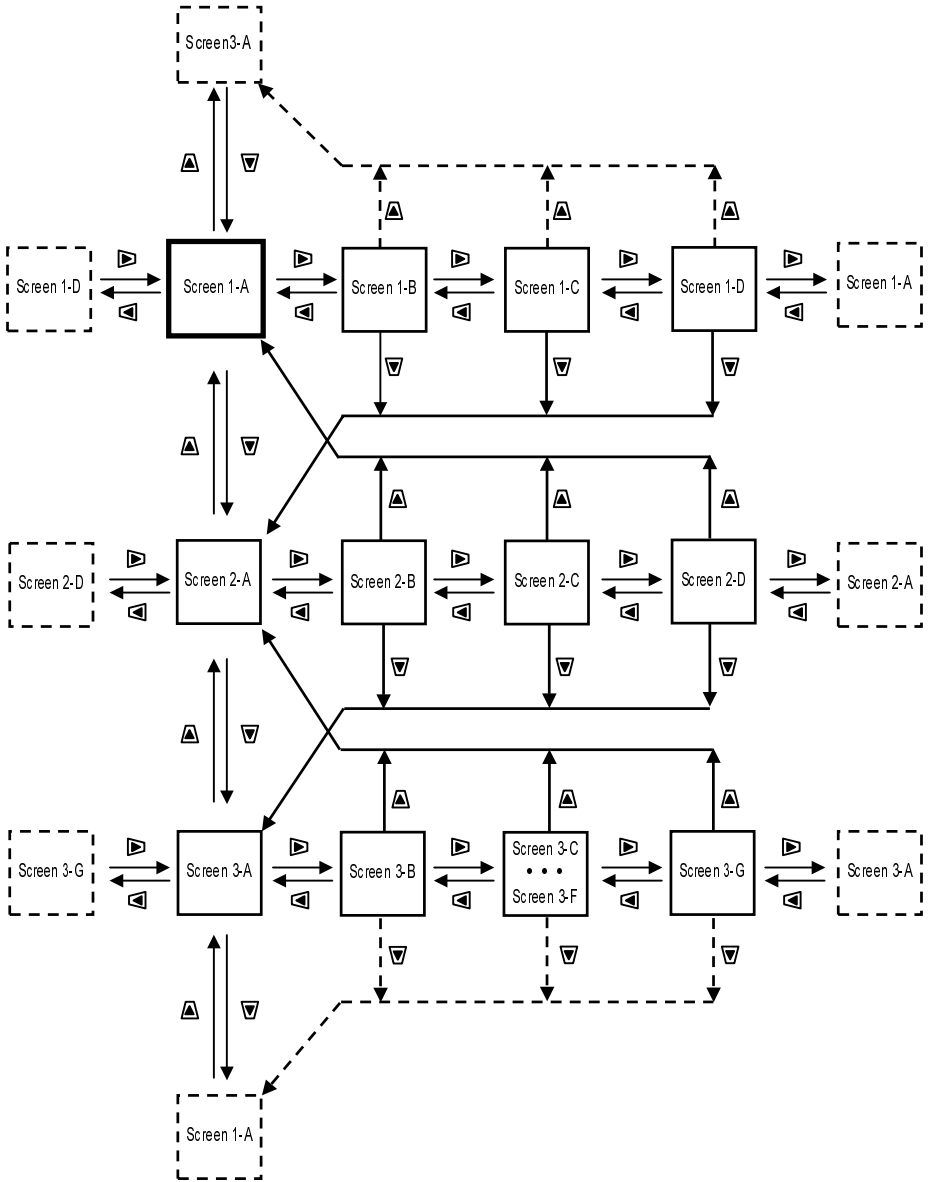 Screen3-A
Screen 1-D
Screen 1-A
Screen 1-B
Screen 1-C
Screen 1-D
Screen 1-A
Screen 2-D
Screen 2-A
Screen 2-B
Screen 2-C
Screen 2-D
Screen 2-A
Screen 3-G
Screen 3-A
Screen 3-B
Screen 3-C
• • •
Screen 3-F
Screen 3-G
Screen 3-A
Screen 1-A